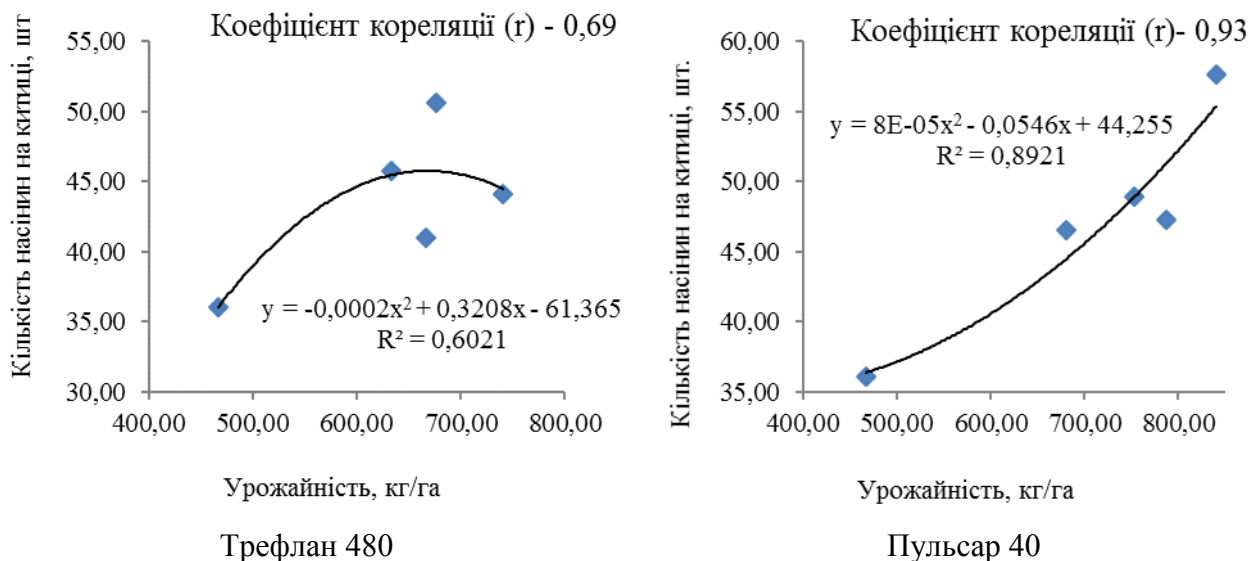 Коефіцієнт кореляції (r) - 0,69
Кількість насінин на китиці, шт
55,00
50,00
45,00
40,00
35,00
30,00
y = -0,0002x² + 0,3208x - 61,365
R² = 0,6021
400,00 500,00 600,00 700,00 800,00
Урожайність, кг/га
Трефлан 480
Коефіцієнт кореляції (r)- 0,93
Кількість насінин на китиці, шт.
60,00
55,00
50,00
45,00
40,00
35,00
y = 8E-05x² - 0,0546x + 44,255
R² = 0,8921
400,00 500,00 600,00 700,00 800,00
Урожайність, кг/га
Пульсар 40